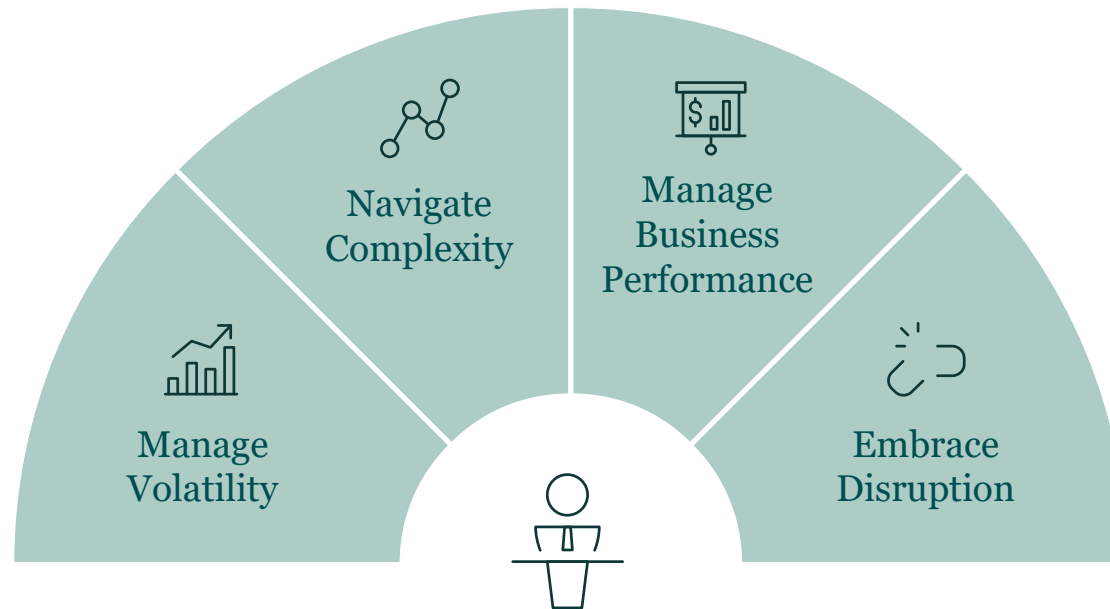 Manage
Volatility
Navigate
Complexity
$
Manage
Business
Performance
Embrace
Disruption